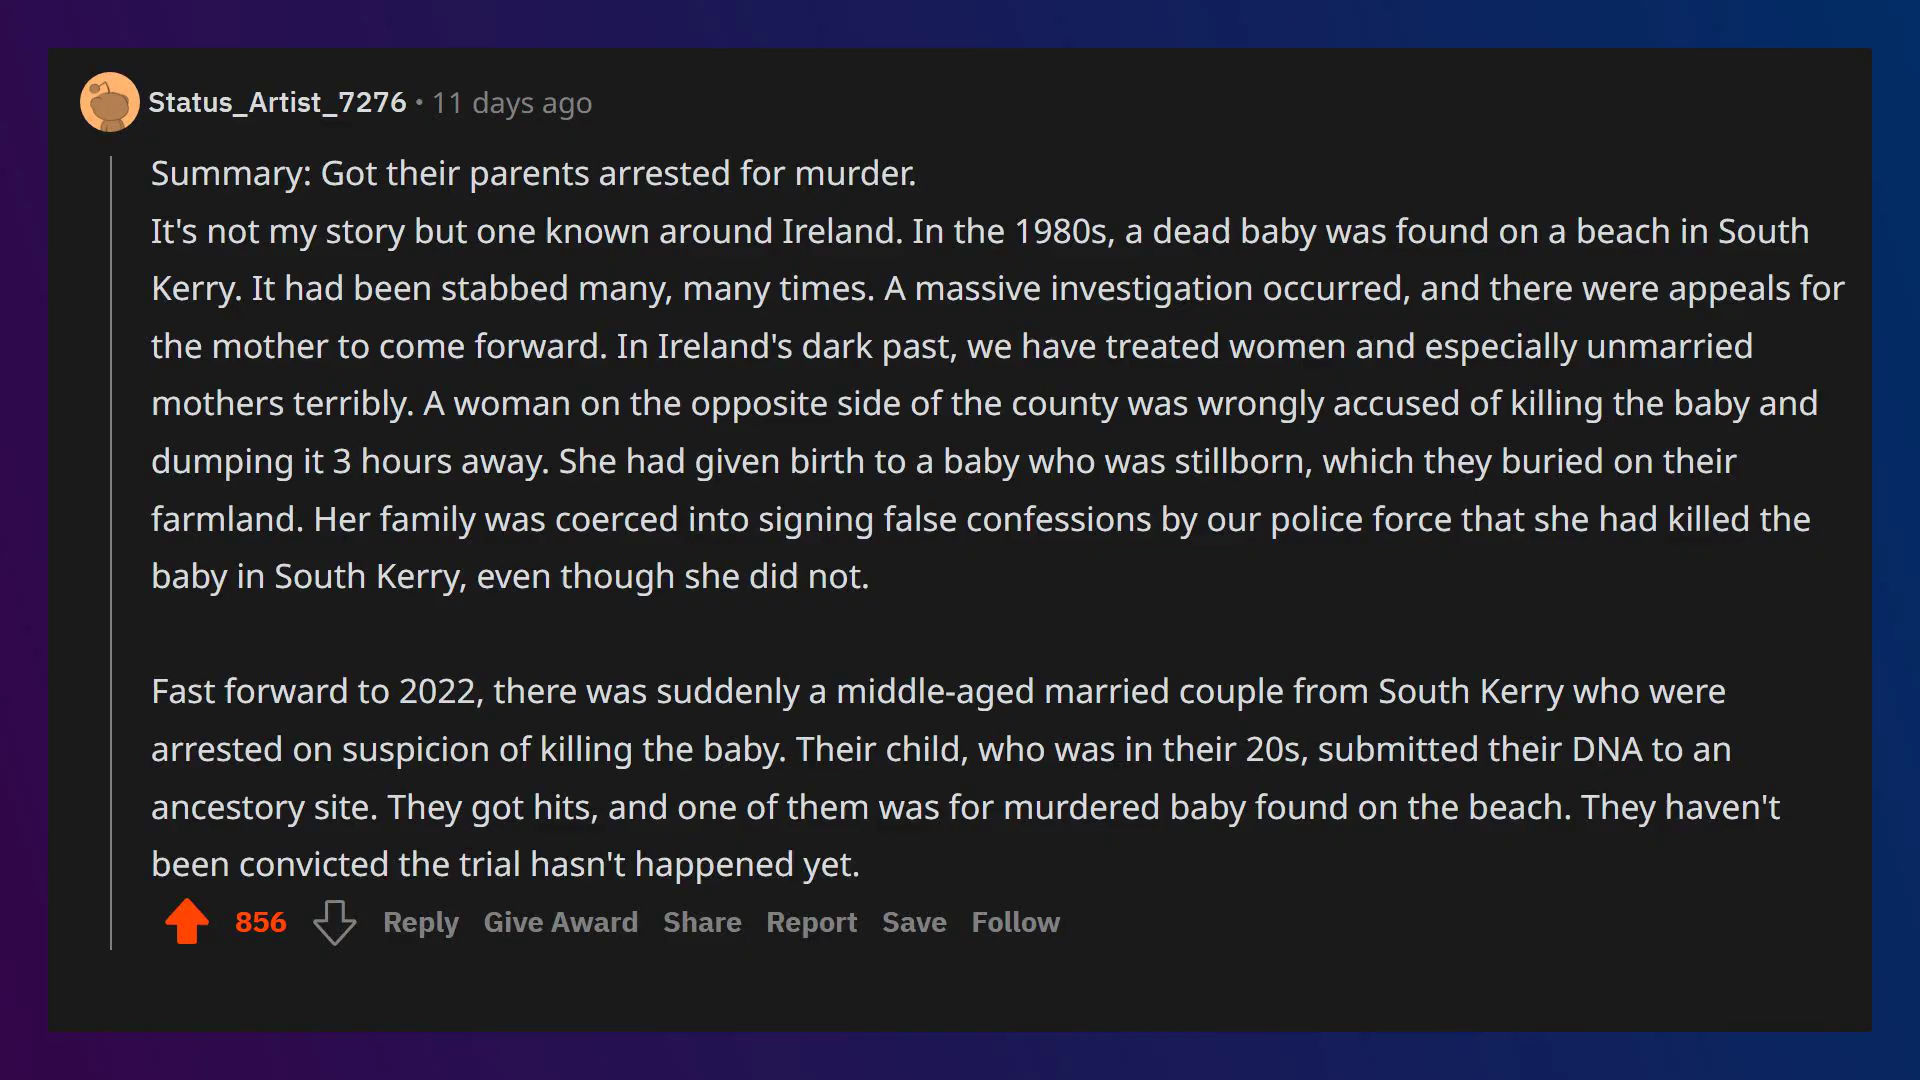 Status_Artist_7276 • 11 days ago
Summary: Got their parents arrested for murder.
It's not my story but one known around Ireland. In the 1980s, a dead baby was found on a beach in South
Kerry. It had been stabbed many, many times. A massive investigation occurred, and there were appeals for
the mother to come forward. In Ireland's dark past, we have treated women and especially unmarried
mothers terribly. A woman on the opposite side of the county was wrongly accused of killing the baby and
dumping it 3 hours away. She had given birth to a baby who was stillborn, which they buried on their
farmland. Her family was coerced into signing false confessions by our police force that she had killed the
baby in South Kerry, even though she did not.
Fast forward to 2022, there was suddenly a middle-aged married couple from South Kerry who were
arrested on suspicion of killing the baby. Their child, who was in their 20s, submitted their DNA to an
ancestory site. They got hits, and one of them was for murdered baby found on the beach. They haven't
been convicted the trial hasn't happened yet.
856 Reply Give Award Share Report Save Follow